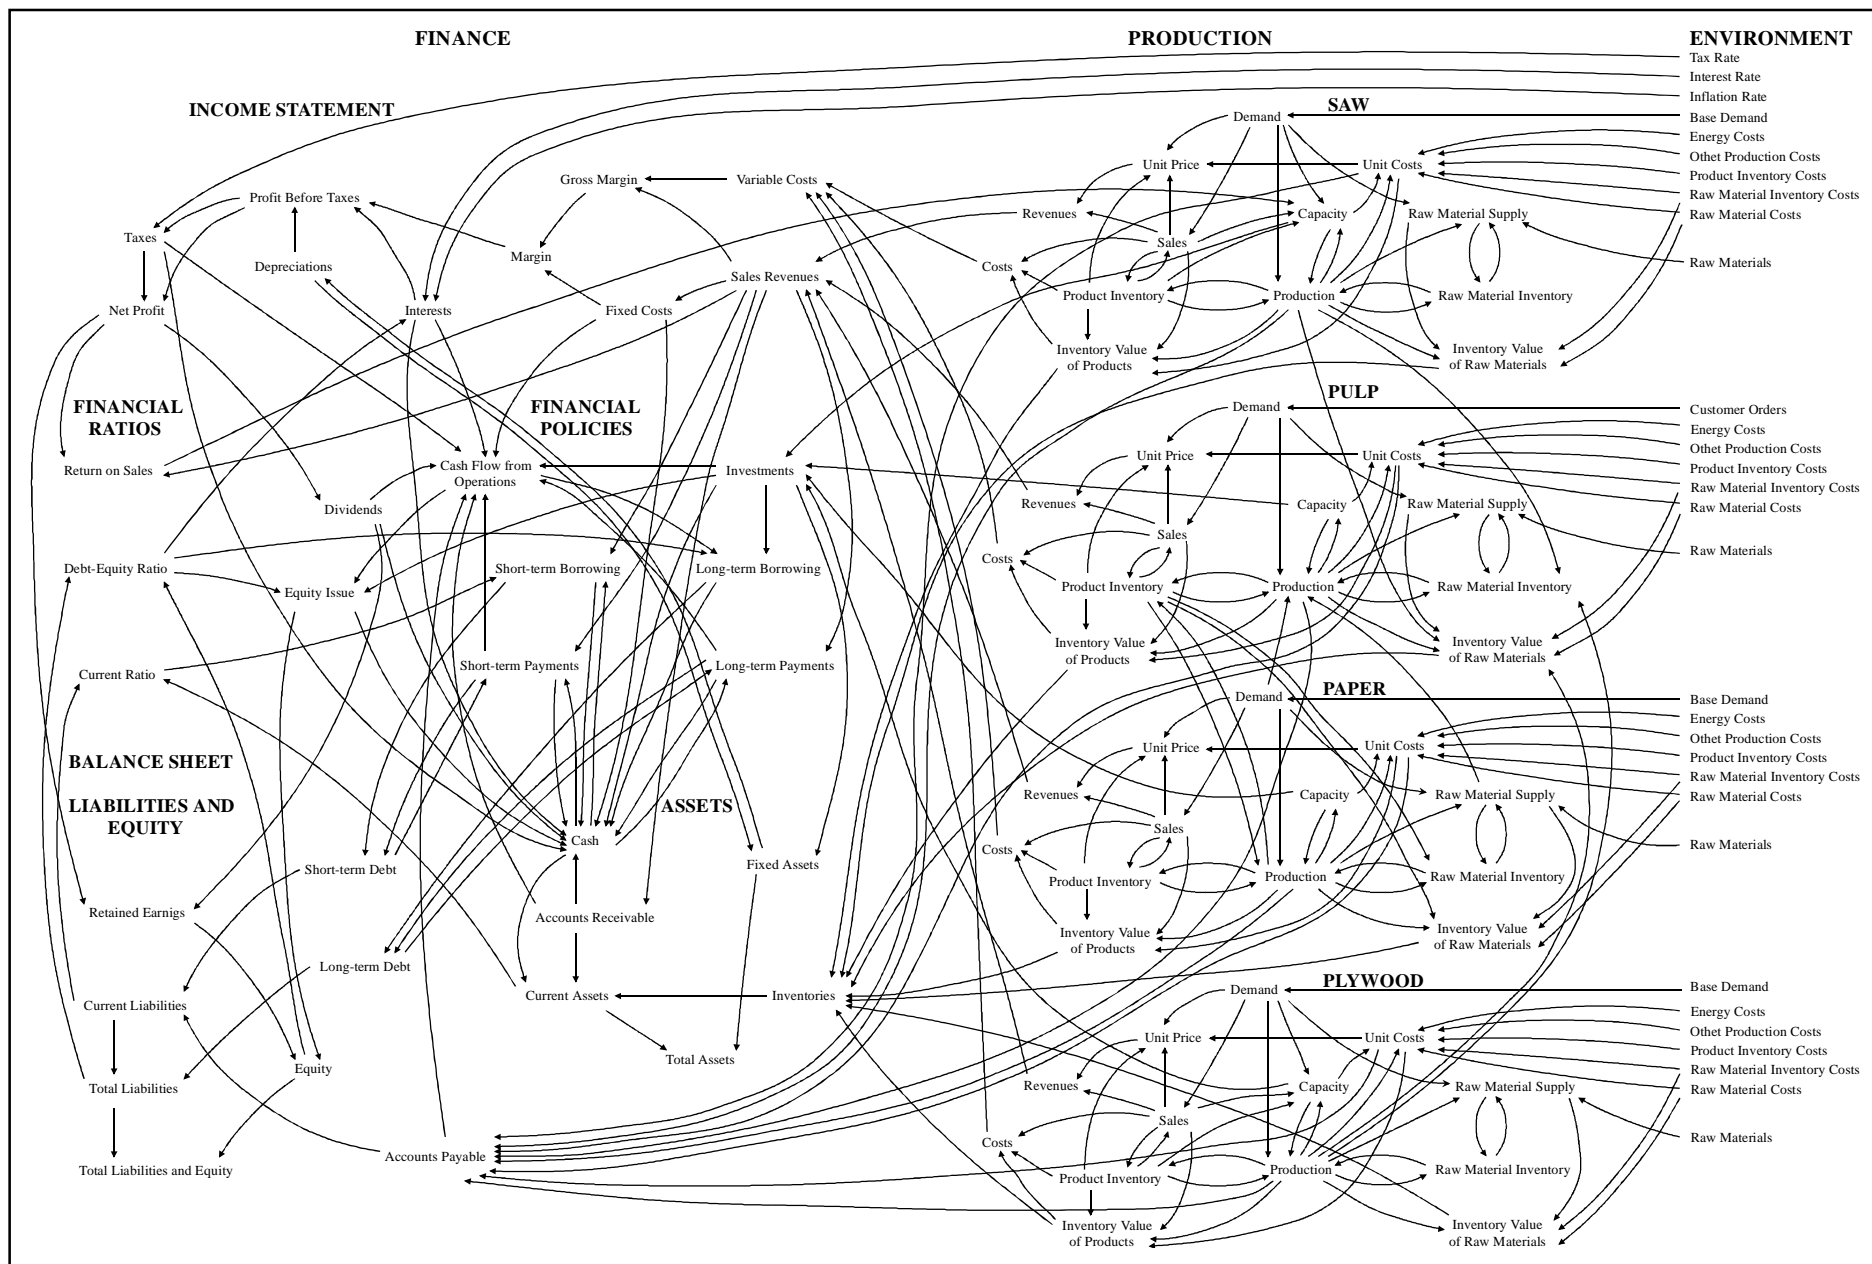 FINANCE
PRODUCTION
ENVIRONMENT
Tax Rate
Interest Rate
Inflation Rate
INCOME STATEMENT
SAW
Base Demand
Energy Costs
Othet Production Costs
Product Inventory Costs
Raw Material Inventory Costs
Raw Material Costs
Raw Materials
Demand
Unit Price
Unit Costs
Revenues
Capacity
Raw Material Supply
Sales
Costs
Product Inventory
Production
Raw Material Inventory
Inventory Value
of Products
Inventory Value
of Raw Materials
Gross Margin
Variable Costs
Profit Before Taxes
Taxes
Margin
Depreciations
Sales Revenues
Net Profit
Interests
Fixed Costs
FINANCIAL
RATIOS
FINANCIAL
POLICIES
Return on Sales
Cash Flow from
Operations
Investments
Dividends
Debt-Equity Ratio
Equity Issue
Short-term Borrowing
Long-term Borrowing
Current Ratio
Short-term Payments
Long-term Payments
PULP
Customer Orders
Energy Costs
Other Production Costs
Product Inventory Costs
Raw Material Inventory Costs
Raw Material Costs
Raw Materials
Demand
Unit Price
Unit Costs
Revenues
Capacity
Raw Material Supply
Sales
Costs
Product Inventory
Production
Raw Material Inventory
Inventory Value
of Products
Inventory Value
of Raw Materials
BALANCE SHEET
LIABILITIES AND
EQUITY
ASSETS
Cash
Short-term Debt
Fixed Assets
Retained Earnigs
Accounts Receivable
Long-term Debt
Current Liabilities
Current Assets
Inventories
Total Assets
Equity
Total Liabilities
Accounts Payable
Total Liabilities and Equity
PAPER
Base Demand
Energy Costs
Other Production Costs
Product Inventory Costs
Raw Material Inventory Costs
Raw Material Costs
Raw Materials
Demand
Unit Price
Unit Costs
Revenues
Capacity
Raw Material Supply
Sales
Costs
Product Inventory
Production
Raw Material Inventory
Inventory Value
of Products
Inventory Value
of Raw Materials
PLYWOOD
Base Demand
Energy Costs
Othet Production Costs
Product Inventory Costs
Raw Material Inventory Costs
Raw Material Costs
Raw Materials
Demand
Unit Price
Unit Costs
Revenues
Capacity
Raw Material Supply
Sales
Costs
Product Inventory
Production
Raw Material Inventory
Inventory Value
of Products
Inventory Value
of Raw Materials